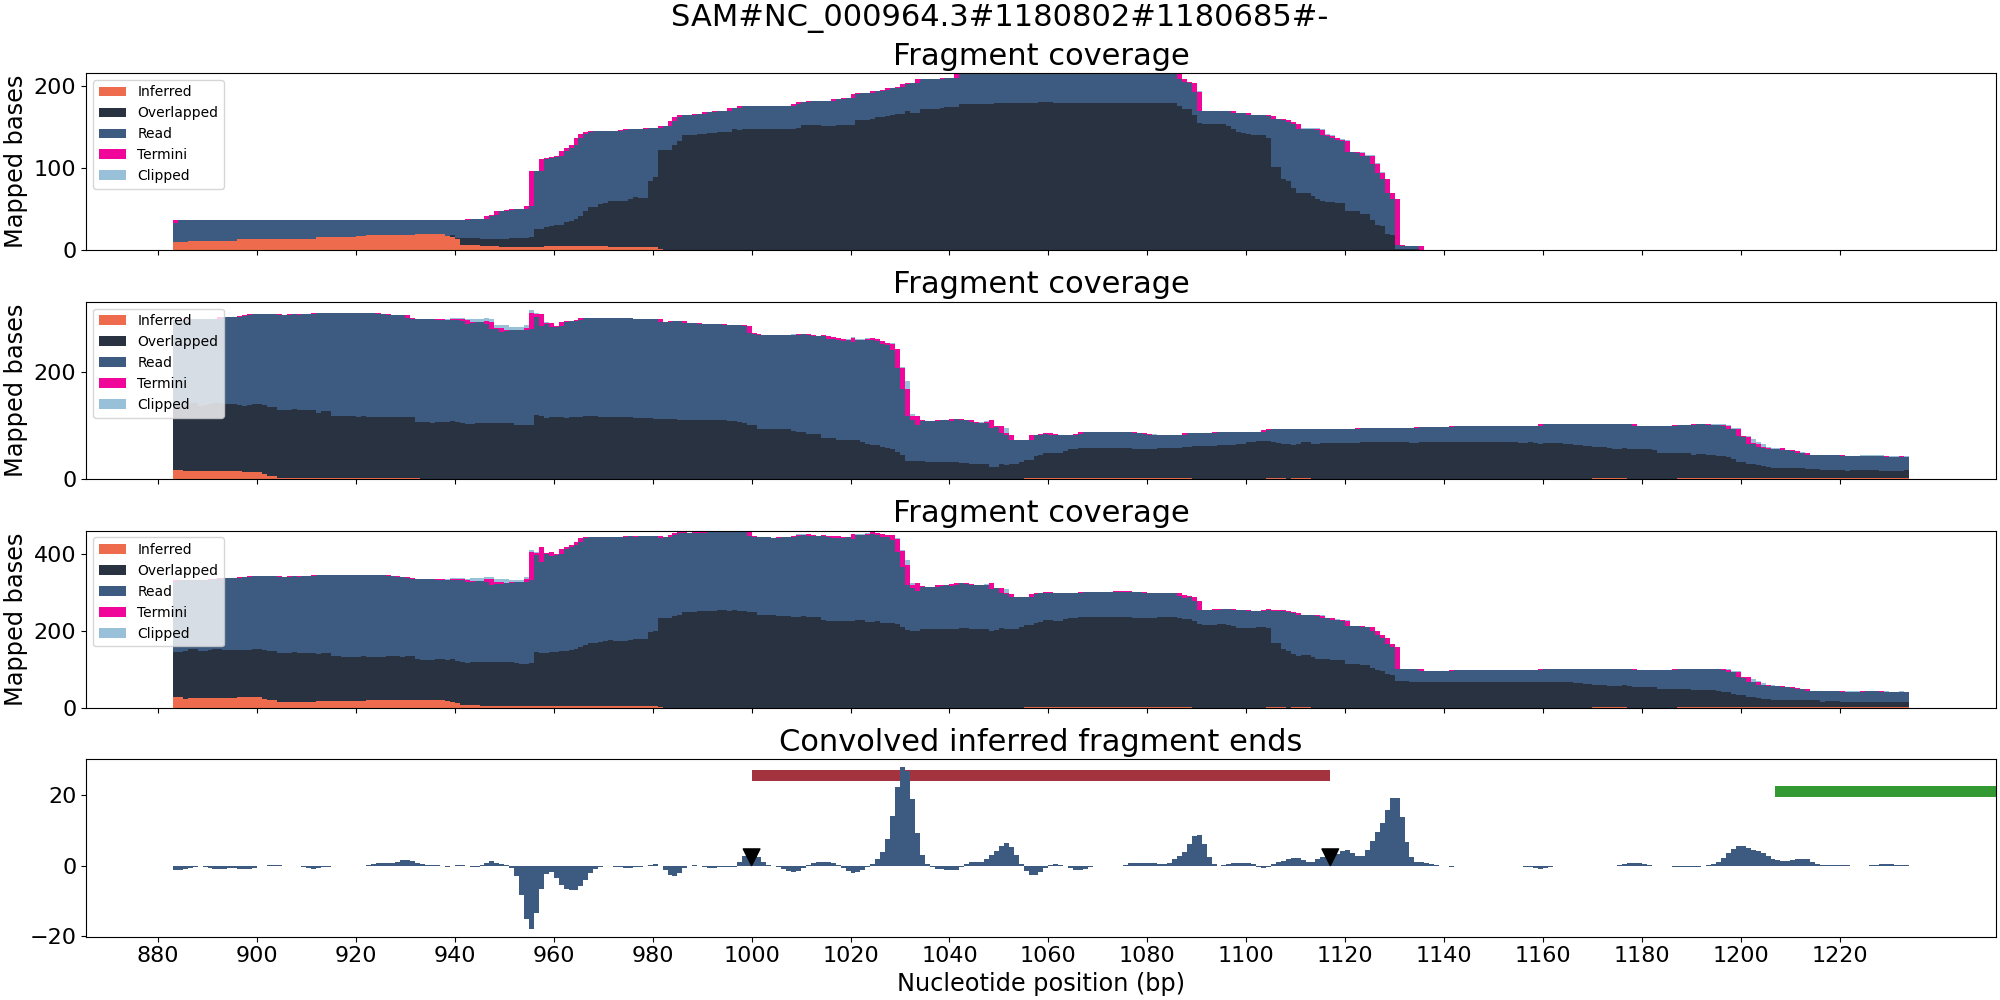 SAM#NC_000964.3#1180802#1180685#-
Fragment coverage
Mapped bases
200
100
0
Inferred
Overlapped
Read
Termini
Clipped
Fragment coverage
Mapped bases
200
0
Inferred
Overlapped
Read
Termini
Clipped
Fragment coverage
Mapped bases
400
200
0
Inferred
Overlapped
Read
Termini
Clipped
Convolved inferred fragment ends
20
0
−20
880 900 920 940 960 980 1000 1020 1040 1060 1080 1100 1120 1140 1160 1180 1200 1220
Nucleotide position (bp)